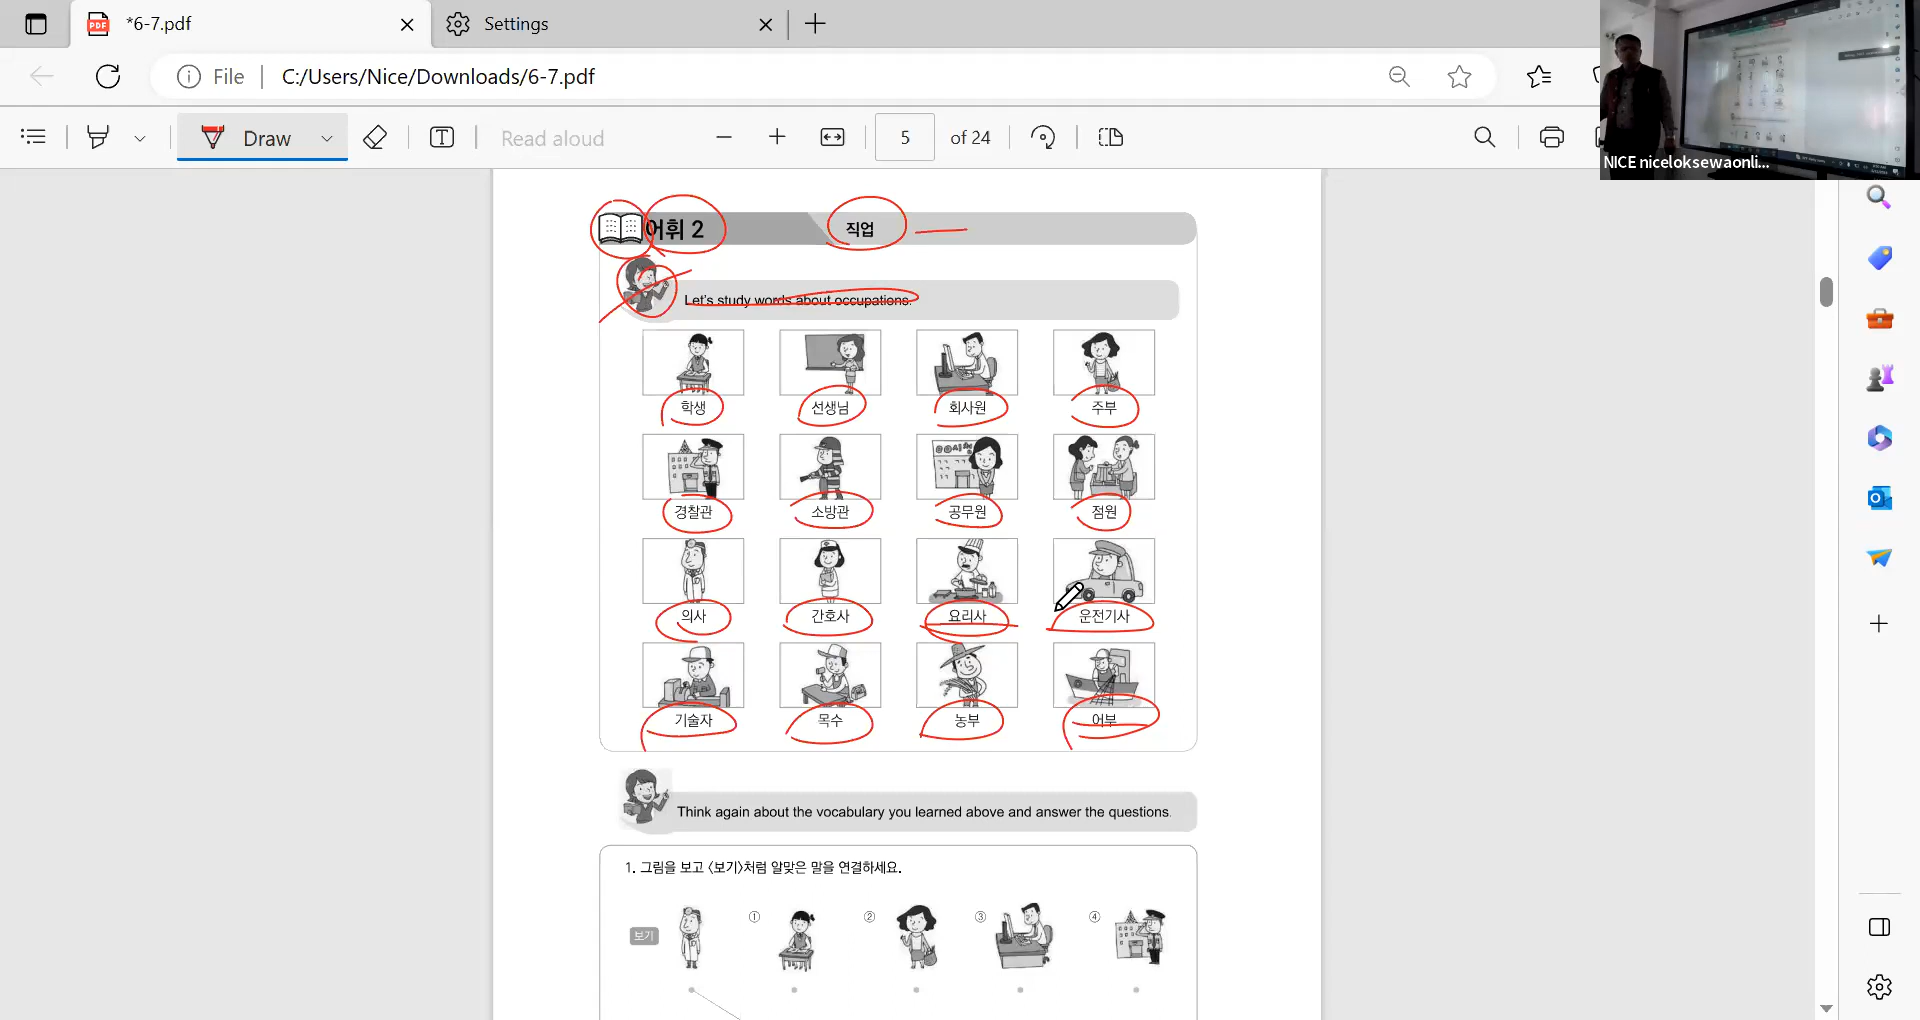 *6-7.pdf
Settings
File
C:/Users/Nice/Downloads/6-7.pdf
Draw
Read aloud
5
of 24
NICE niceloksewaonli...
어휘 2
직업
Let's study words about occupations.
학생 선생님 회사원 주부
경찰관 소방관 공무원 점원
의사 간호사 요리사 운전기사
기술자 목수 농부 어부
Think again about the vocabulary you learned above and answer the questions.
1. 그림을 보고 〈보기〉처럼 알맞은 말을 연결하세요.
보기 ① ② ③ ④